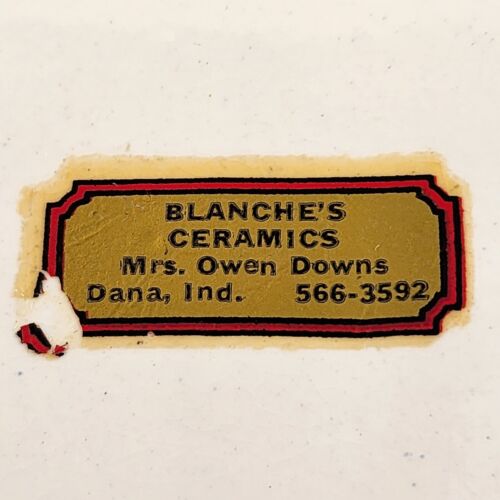 BLANCHE'S
CERAMICS
Mrs. Owen Downs
Dana, Ind. 566-3592